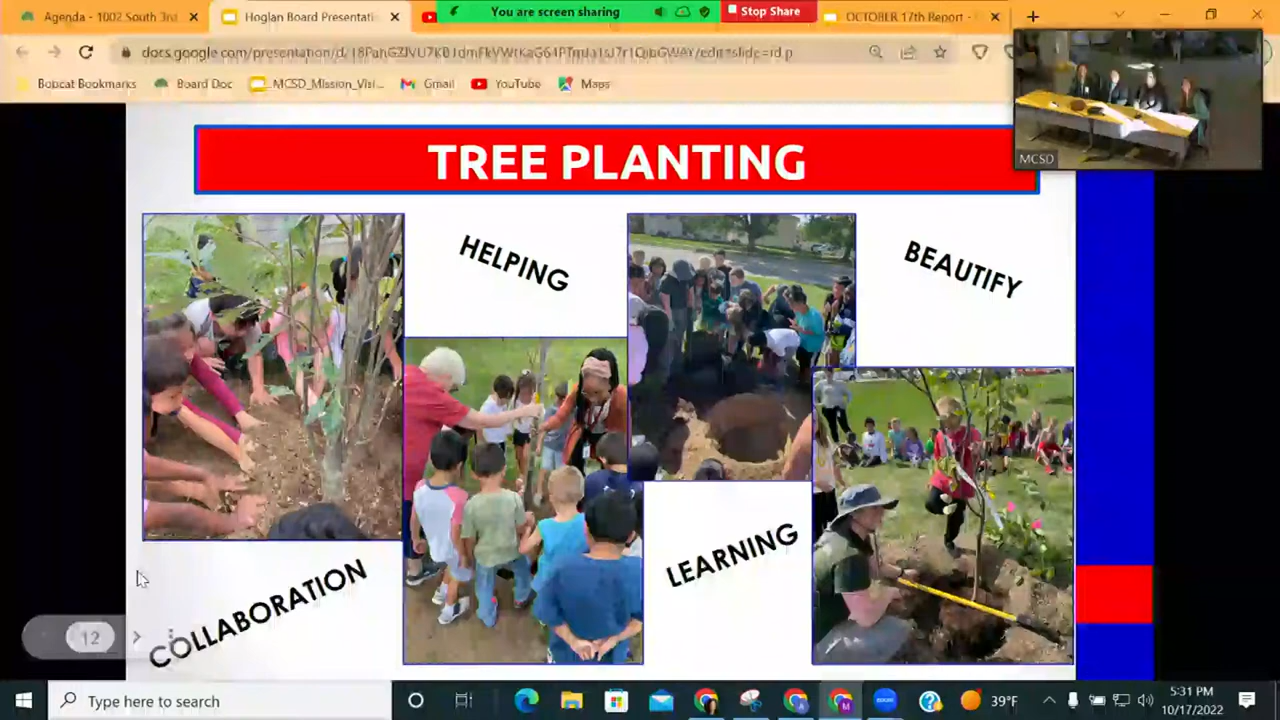 Agenda - 1002 South 3rd
Hoglan Board Presentati
You are screen sharing
Stop Share
OCTOBER 17th Report -
Bobcat Bookmarks
Board Doc
_MCSD_Mission_Visi...
Gmail
YouTube
Maps
MCSD
TREE PLANTING
HELPING
BEAUTIFY
LEARNING
COLLABORATION
12
Type here to search
39°F
5:31 PM
10/17/2022